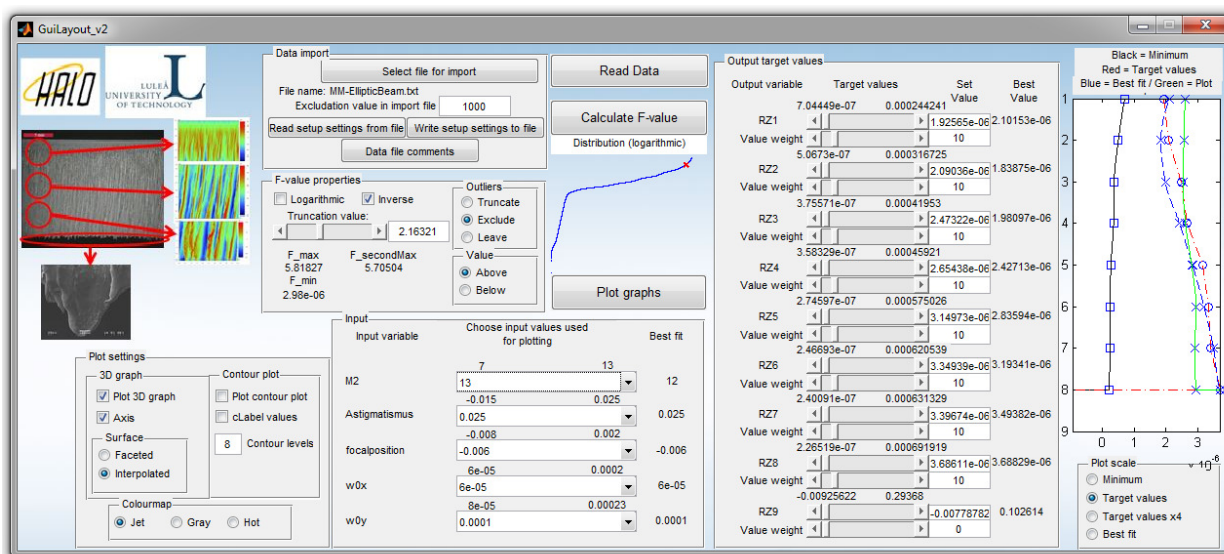 GuiLayout_v2
HALO
LULEÅ
UNIVERSITY
OF TECHNOLOGY
Data import
Select file for import
File name: MM-EllipticBeam.txt
Excludation value in import file 1000
Read setup settings from file Write setup settings to file
Data file comments
Read Data
Calculate F-value
Distribution (logarithmic)
Plot graphs
F-value properties
Logarithmic Inverse
Truncation value:
2.16321
F_max F_secondMax
5.81827 5.70504
F_min
2.98e-06
Outliers
Truncate
Exclude
Leave
Value
Above
Below
Plot settings
3D graph
Plot 3D graph
Axis
Surface
Faceted
Interpolated
Contour plot
Plot contour plot
cLabel values
8 Contour levels
Colourmap
Jet Gray Hot
Input
Input variable Choose input values used for plotting Best fit
7 13
M2 13 12
-0.015 0.025
Astigmatismus 0.025 0.025
-0.008 0.002
focalposition -0.006 -0.006
6e-05 0.0002
w0x 6e-05 6e-05
8e-05 0.00023
w0y 0.0001 0.0001
Output target values
Output variable Target values Set Value Best Value
7.04449e-07 0.000244241
RZ1 1.92565e-06 2.10153e-06
Value weight 10
5.0673e-07 0.000316725
RZ2 2.09036e-06 1.83875e-06
Value weight 10
3.75571e-07 0.00041953
RZ3 2.47322e-06 1.98097e-06
Value weight 10
3.58329e-07 0.00045921
RZ4 2.65438e-06 2.42713e-06
Value weight 10
2.74597e-07 0.000575026
RZ5 3.14973e-06 2.83594e-06
Value weight 10
2.46693e-07 0.000620539
RZ6 3.34939e-06 3.19341e-06
Value weight 10
2.40091e-07 0.000631329
RZ7 3.39674e-06 3.49382e-06
Value weight 10
2.26519e-07 0.000691919
RZ8 3.68611e-06 3.68829e-06
Value weight 10
-0.00925622 0.29368
RZ9 -0.00778782 0.102614
Value weight 0
Black = Minimum
Red = Target values
Blue = Best fit / Green = Plot
1
2
3
4
5
6
7
8
9
0 1 2 3
Plot scale
Minimum
Target values
Target values x4
Best fit